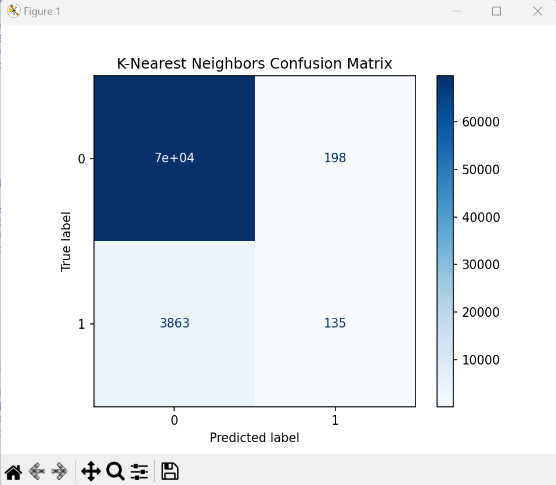 Figure 1
K-Nearest Neighbors Confusion Matrix
0
7e+04
198
1
3863
135
0
1
True label
Predicted label
60000
50000
40000
30000
20000
10000